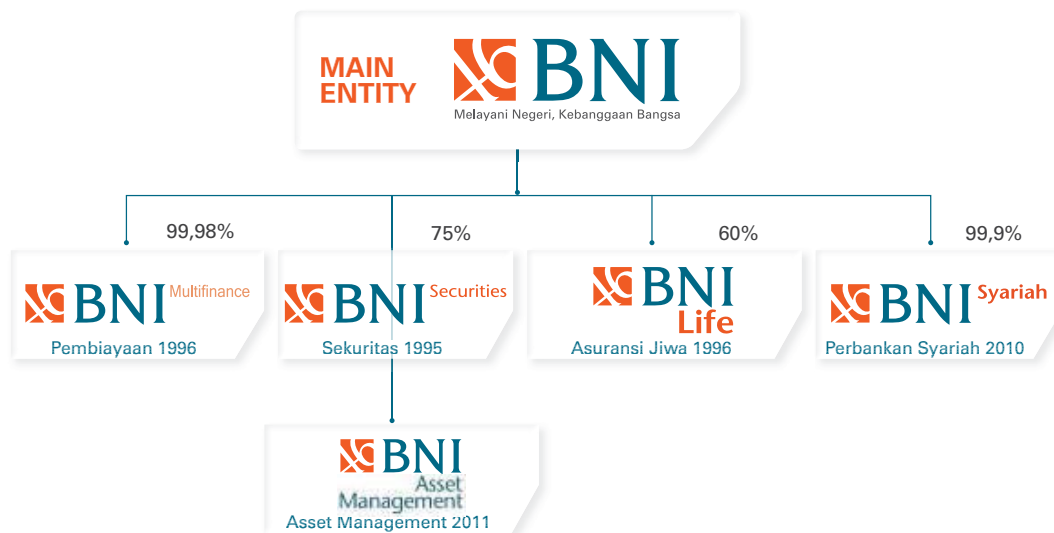 MAIN
ENTITY
BNI
Melayani Negeri, Kebanggaan Bangsa
99,98%
75%
60%
99,9%
BNI Multifinance
Pembiayaan 1996
BNI Securities
Sekuritas 1995
BNI
Life
Asuransi Jiwa 1996
BNI Syariah
Perbankan Syariah 2010
BNI
Asset
Management
Asset Management 2011